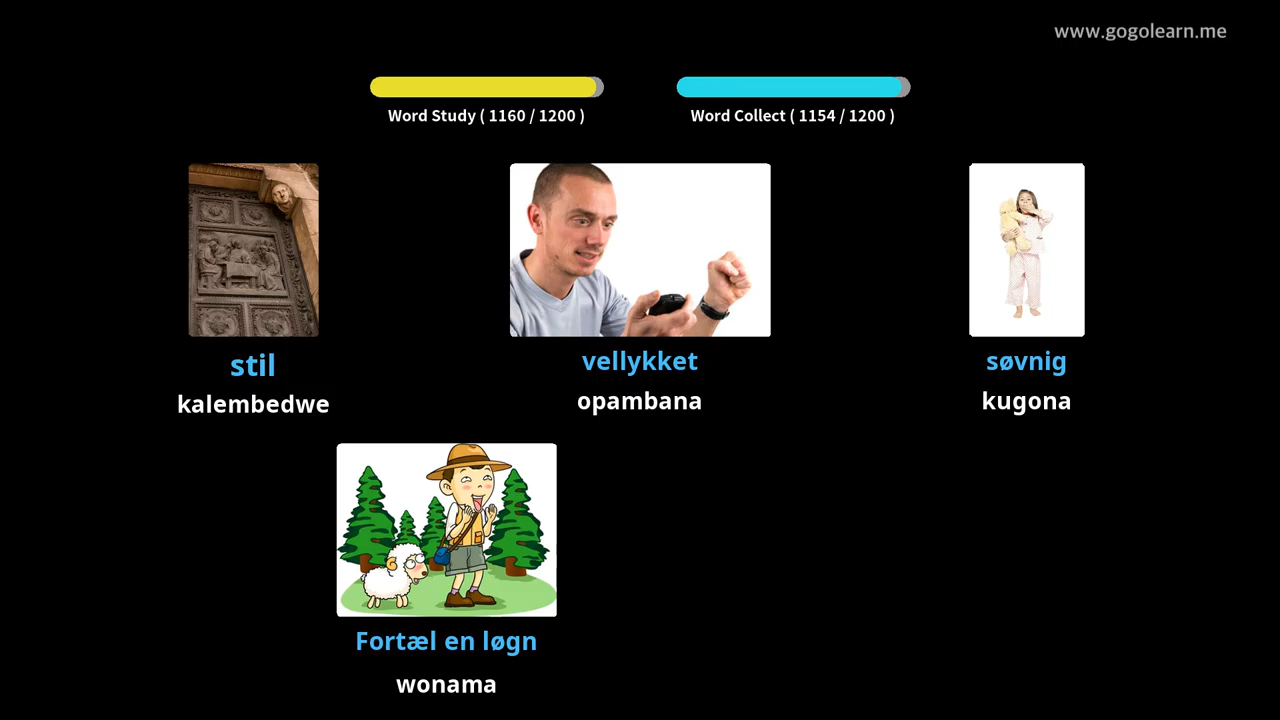 www.gogolearn.me
Word Study ( 1160 / 1200 )
Word Collect ( 1154 / 1200 )
stil
vellykket
søvnig
kalembedwe
opambana
kugona
Fortæl en løgn
wonama